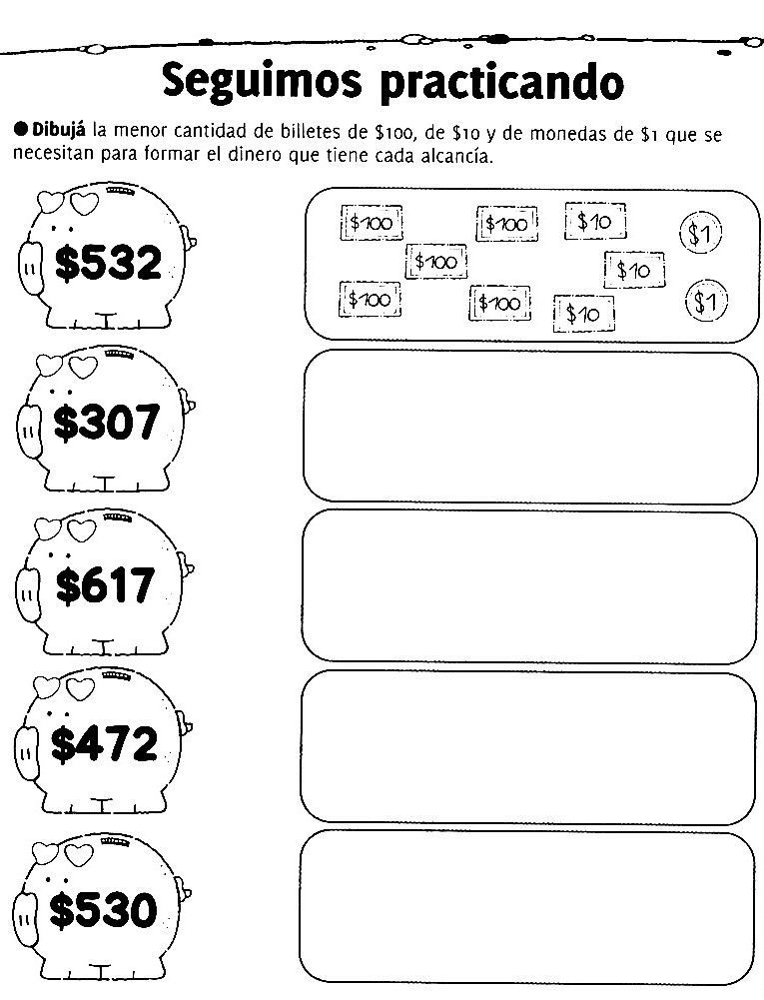 Seguimos practicando
● Dibujá la menor cantidad de billetes de $100, de $10 y de monedas de $1 que se
necesitan para formar el dinero que tiene cada alcancía.
$532
$100 $100 $10 $1
$100 $10
$100 $100 $10 $1
$307
$617
$472
$530